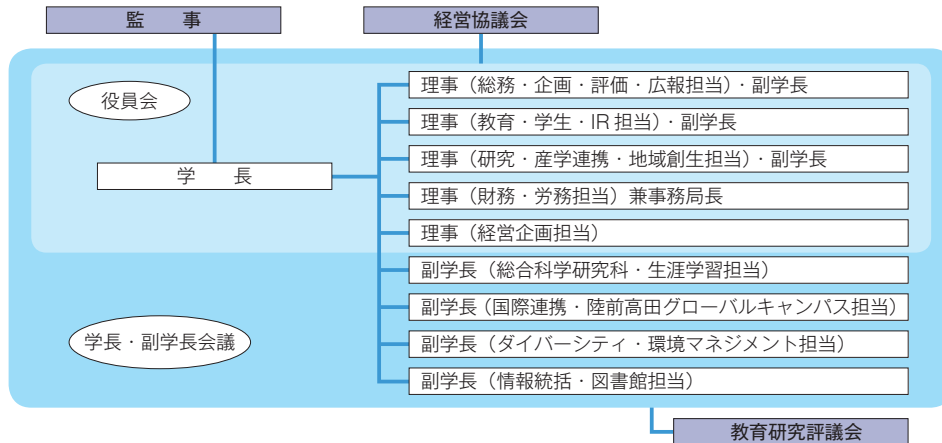 監　事
経営協議会
役員会
学　長
理事（総務・企画・評価・広報担当）・副学長
理事（教育・学生・IR 担当）・副学長
理事（研究・産学連携・地域創生担当）・副学長
理事（財務・労務担当）兼事務局長
理事（経営企画担当）
副学長（総合科学研究科・生涯学習担当）
副学長（国際連携・陸前高田グローバルキャンパス担当）
副学長（ダイバーシティ・環境マネジメント担当）
副学長（情報統括・図書館担当）
学長・副学長会議
教育研究評議会